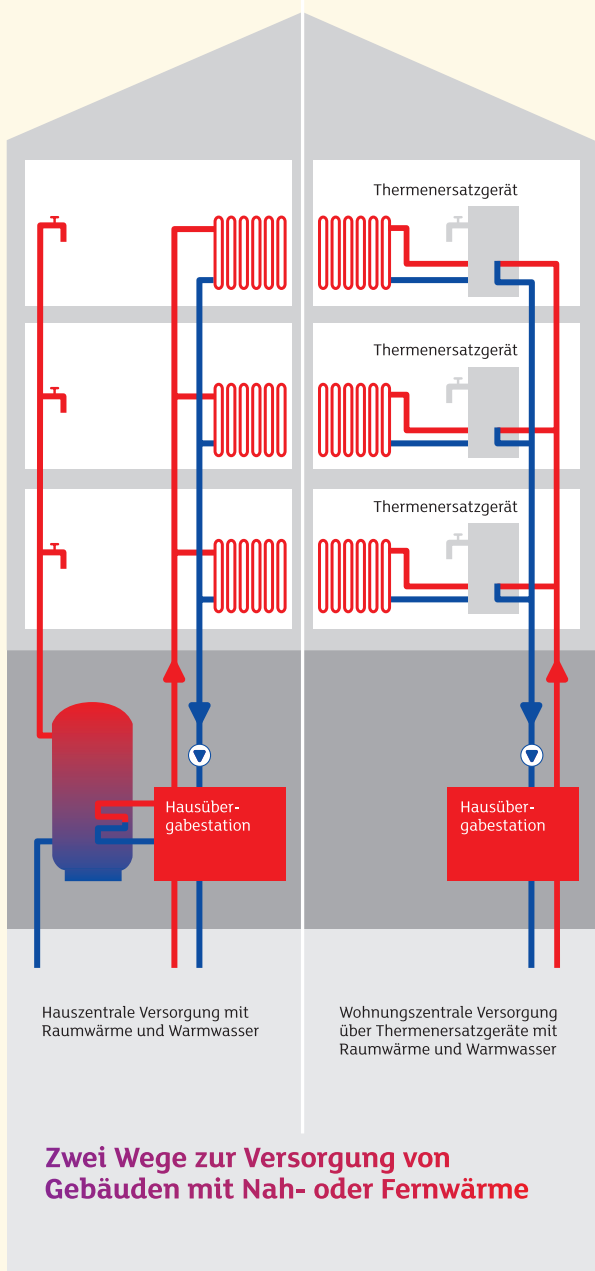 Thermenersatzgerät
Thermenersatzgerät
Thermenersatzgerät
Hausüber-
gabestation
Hausüber-
gabestation
Hauszentrale Versorgung mit
Raumwärme und Warmwasser
Wohnungszentrale Versorgung
über Thermenersatzgeräte mit
Raumwärme und Warmwasser
Zwei Wege zur Versorgung von
Gebäuden mit Nah- oder Fernwärme